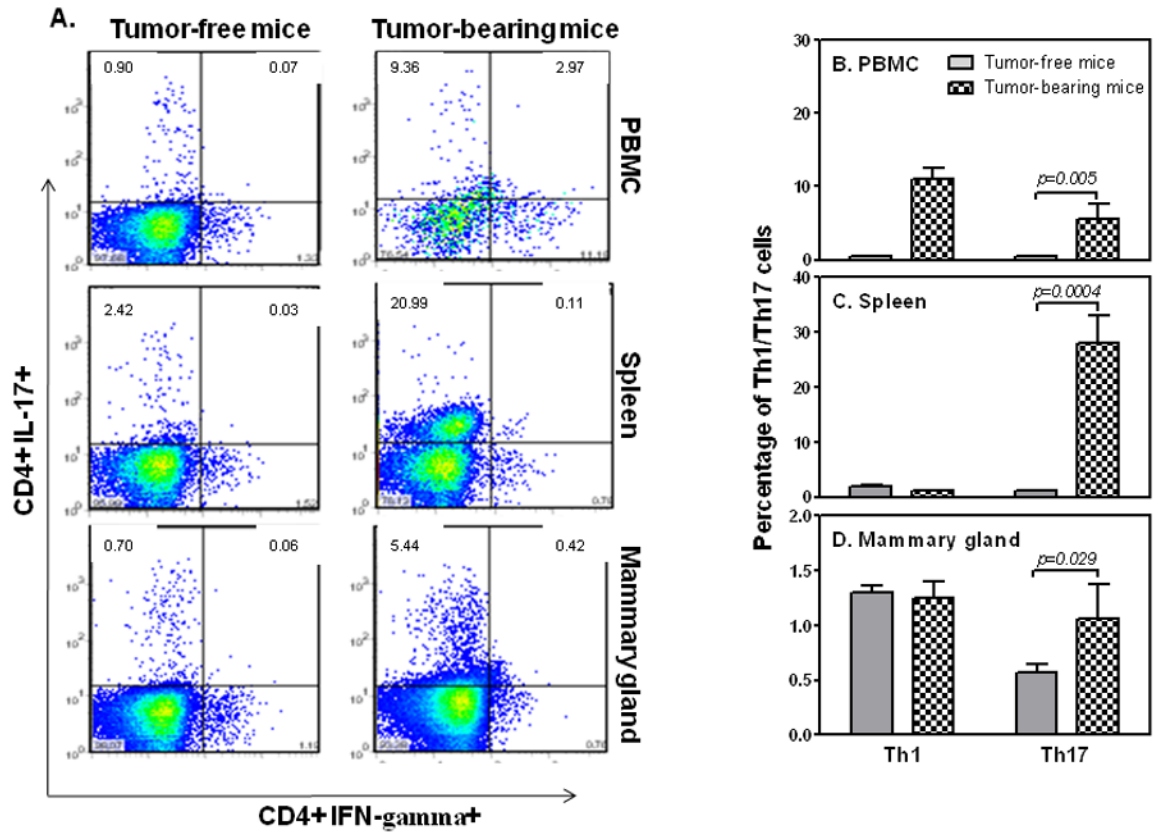 A.
Tumor-free mice
Tumor-bearing mice
0.90 0.07
9.36 2.97
PBMC
2.42 0.03
20.99 0.11
Spleen
0.70 0.06
5.44 0.42
Mammary gland
10³
10²
10¹
10⁰
CD4+IL-17+
CD4+IFN-gamma+
B. PBMC
Tumor-free mice
Tumor-bearing mice
30
20
10
0
p=0.005
C. Spleen
40
30
20
10
0
p=0.0004
D. Mammary gland
2.0
1.5
1.0
0.5
0.0
p=0.029
Percentage of Th1/Th17 cells
Th1 Th17